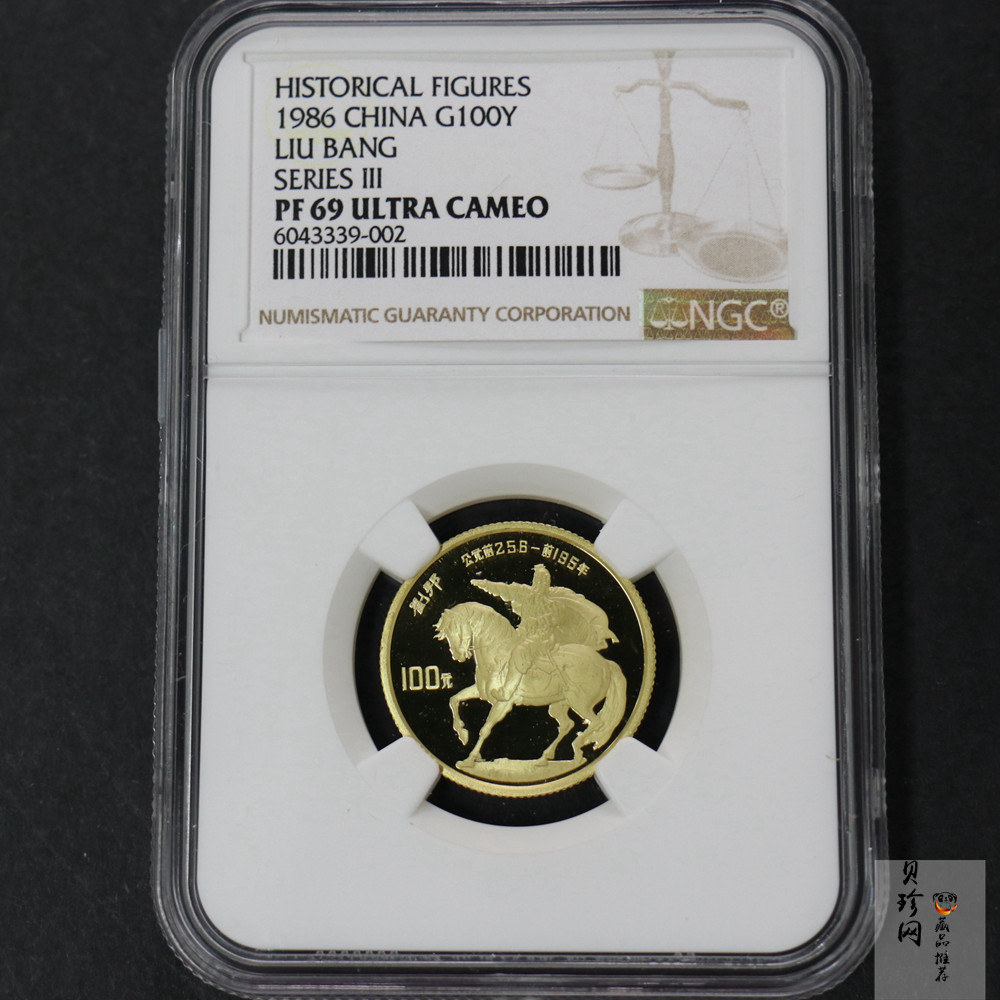 HISTORICAL FIGURES
1986 CHINA G100Y
LIU BANG
SERIES III
PF 69 ULTRA CAMEO
6043339-002
NUMISMATIC GUARANTY CORPORATION
NGC®
公元前256-前195年
刘邦
100元
贝珍网
藏品推荐